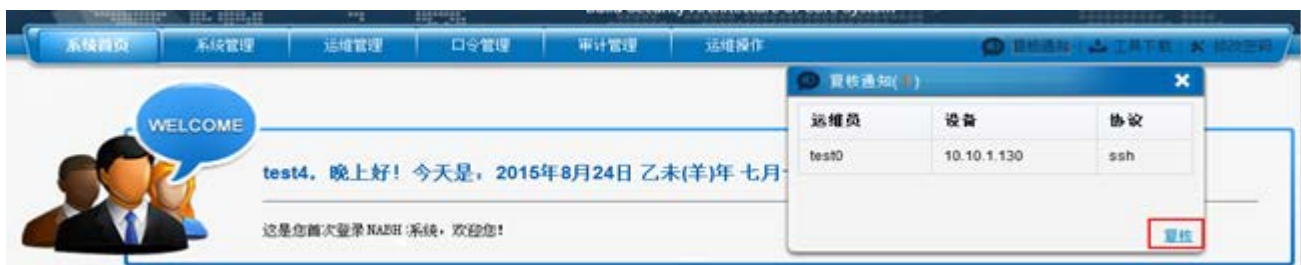 系统首页 系统管理 运维管理 口令管理 审计管理 运维操作 复核通知 工具下载 修改密码
复核通知( )
运维员 设备 协议
test0 10.10.1.130 ssh
复核
WELCOME
test4，晚上好！今天是，2015年8月24日 乙未(羊)年 七月
这是您首次登录NABH系统，欢迎您！